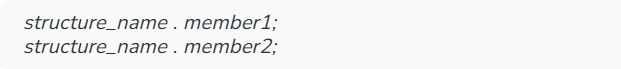 structure_name . member1;
structure_name . member2;